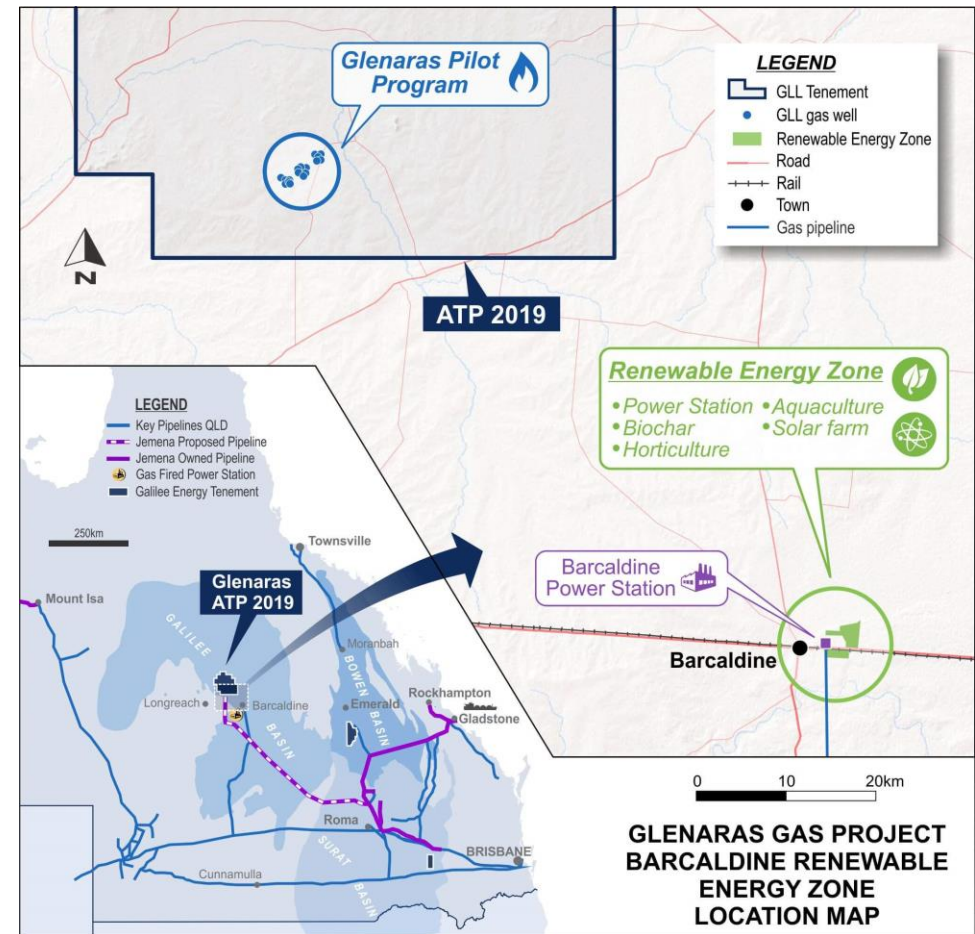 Glenaras Pilot
Program
LEGEND
GLL Tenement
GLL gas well
Renewable Energy Zone
Road
Rail
Town
Gas pipeline
N
ATP 2019
Renewable Energy Zone
• Power Station • Aquaculture
• Biochar • Solar farm
• Horticulture
Barcaldine
Power Station
Barcaldine
0 10 20km
GLENARAS GAS PROJECT
BARCALDINE RENEWABLE
ENERGY ZONE
LOCATION MAP
LEGEND
Key Pipelines QLD
Jemena Proposed Pipeline
Jemena Owned Pipeline
Gas Fired Power Station
Galilee Energy Tenement
250km
Townsville
Glenaras
ATP 2019
Mount Isa
GALILEE
BASIN
Moranbah
BOWEN
BASIN
Longreach
Barcaldine
Emerald
Rockhampton
Gladstone
Roma
SURAT
BASIN
BRISBANE
Cunnamulla